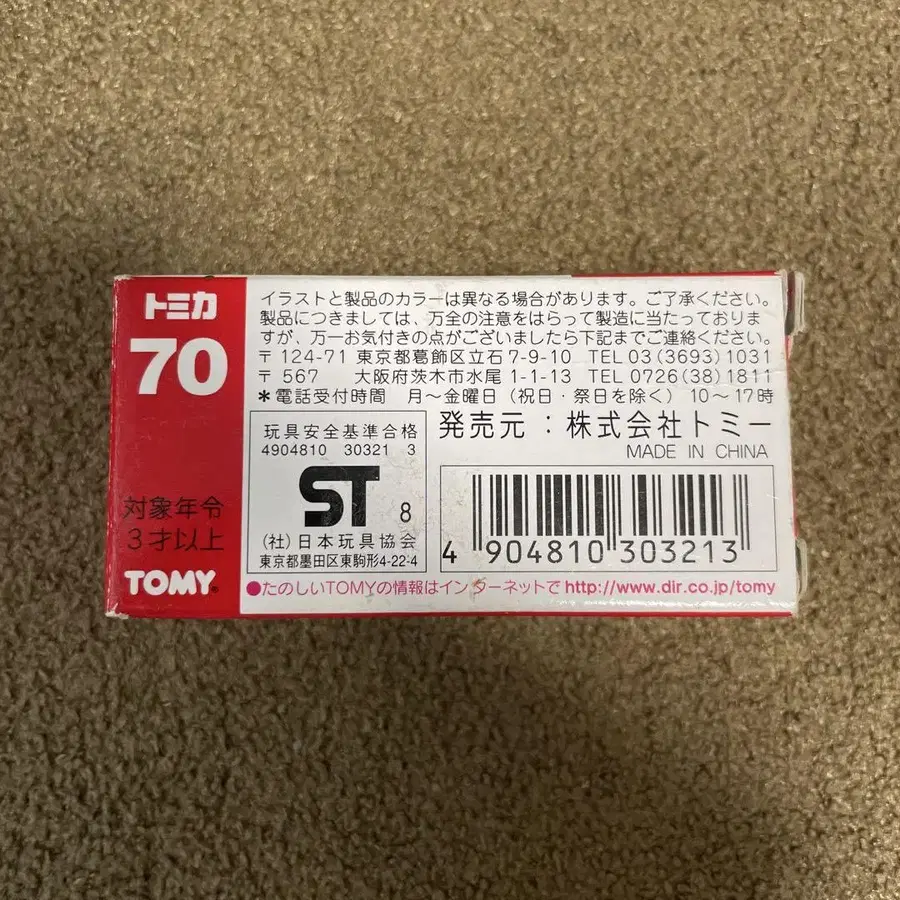 トミカ
70
対象年令
3才以上
TOMY®
イラストと製品のカラーは異なる場合があります。ご了承ください。
製品につきましては、万全の注意をはらって製造に当たっておりま
すが、万一お気付きの点がございましたら下記までご連絡ください。
〒124-71 東京都葛飾区立石7-9-10 TEL 03(3693)1031
〒567 大阪府茨木市水尾 1-1-13 TEL 0726(38)1811
*電話受付時間 月〜金曜日(祝日・祭日を除く) 10〜17時
玩具安全基準合格
4904810 30321 3
ST 8
(社)日本玩具協会
東京都墨田区東駒形4-22-4
発売元:株式会社トミー
MADE IN CHINA
4 904810 303213
●たのしいTOMYの情報はインターネットで http://www.dir.co.jp/tomy